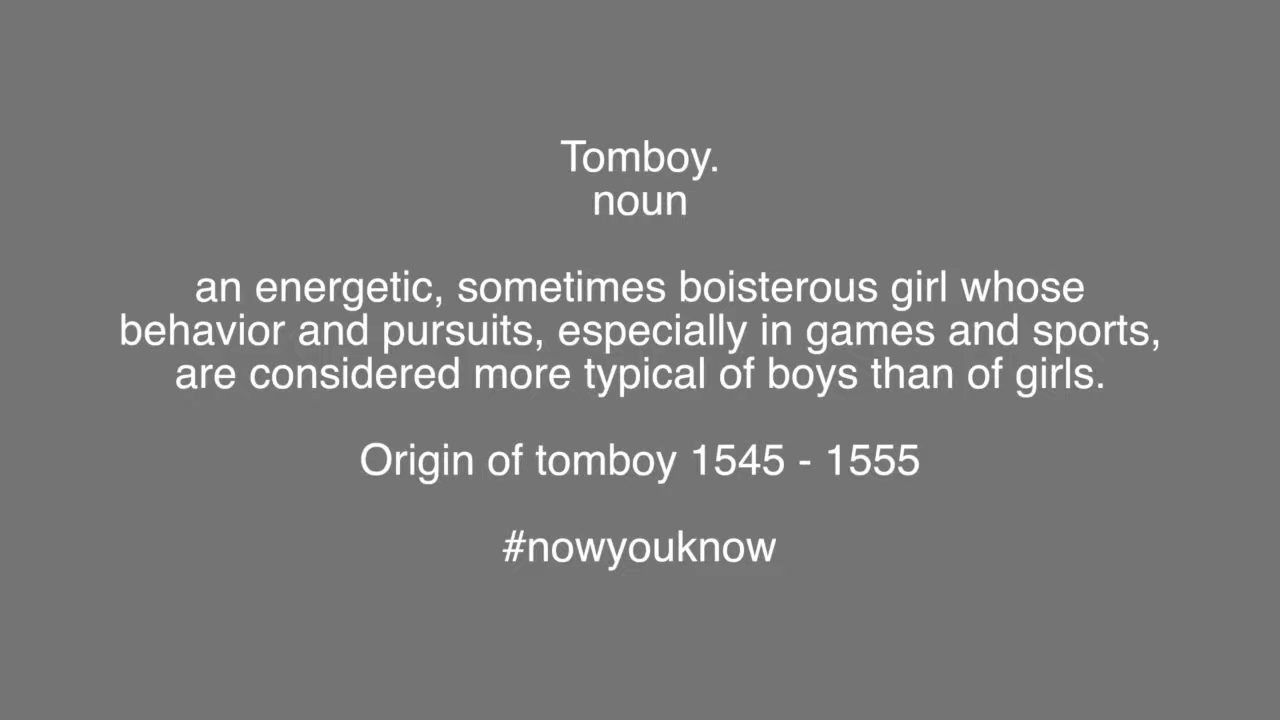 Tomboy.
noun
an energetic, sometimes boisterous girl whose
behavior and pursuits, especially in games and sports,
are considered more typical of boys than of girls.
Origin of tomboy 1545 - 1555
#nowyouknow